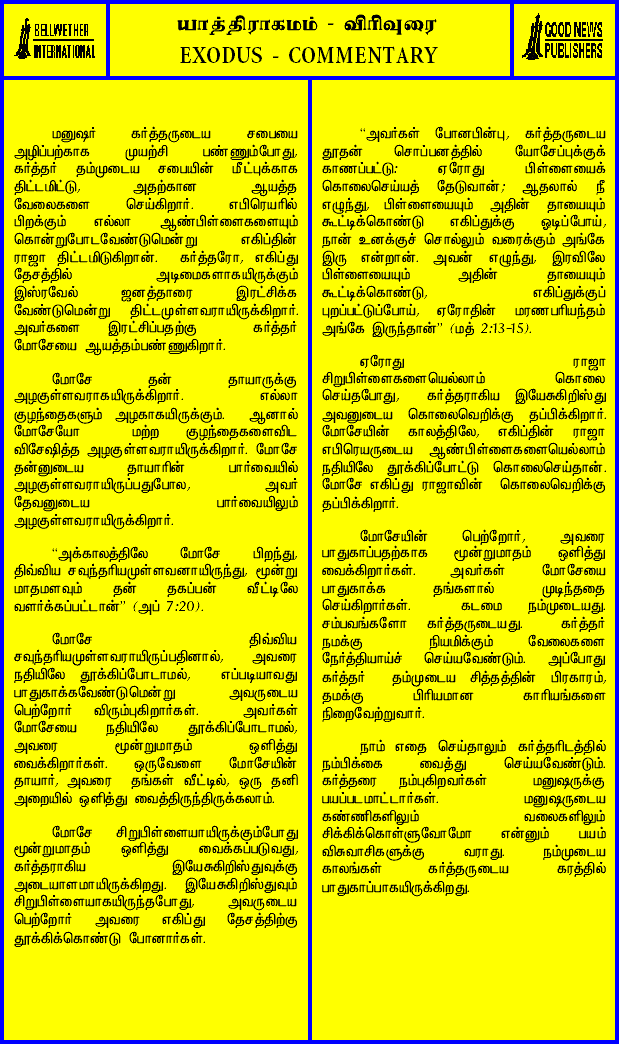 BELLWETHER
INTERNATIONAL
யாத்திராகமம் - விரிவுரை
EXODUS - COMMENTARY
GOOD NEWS
PUBLISHERS
மனுஷர் கர்த்தருடைய சபையை
அழிப்பற்காக முயற்சி பண்ணும்போது,
கர்த்தர் தம்முடைய சபையின் மீட்புக்காக
திட்டமிட்டு, அதற்கான ஆயத்த
வேலைகளை செய்கிறார். எபிரெயரில்
பிறக்கும் எல்லா ஆண்பிள்ளைகளையும்
கொன்றுபோடவேண்டுமென்று எகிப்தின்
ராஜா திட்டமிடுகிறான். கர்த்தரோ, எகிப்து
தேசத்தில் அடிமைகளாகயிருக்கும்
இஸ்ரவேல் ஜனத்தாரை இரட்சிக்க
வேண்டுமென்று திட்டமுள்ளவராயிருக்கிறார்.
அவர்களை இரட்சிப்பதற்கு கர்த்தர்
மோசேயை ஆயத்தம்பண்ணுகிறார்.
மோசே தன் தாயாருக்கு
அழகுள்ளவராகயிருக்கிறார். எல்லா
குழந்தைகளும் அழகாகயிருக்கும். ஆனால்
மோசேயோ மற்ற குழந்தைகளைவிட
விசேஷித்த அழகுள்ளவராயிருக்கிறார். மோசே
தன்னுடைய தாயாரின் பார்வையில்
அழகுள்ளவராயிருப்பதுபோல, அவர்
தேவனுடைய பார்வையிலும்
அழகுள்ளவராயிருக்கிறார்.
“அக்காலத்திலே மோசே பிறந்து,
திவ்விய சவுந்தரியமுள்ளவனாயிருந்து, மூன்று
மாதமளவும் தன் தகப்பன் வீட்டிலே
வளர்க்கப்பட்டான்” (அப் 7:20).
மோசே திவ்விய
சவுந்தரியமுள்ளவராயிருப்பதினால், அவரை
நதியிலே தூக்கிப்போடாமல், எப்படியாவது
பாதுகாக்கவேண்டுமென்று அவருடைய
பெற்றோர் விரும்புகிறார்கள். அவர்கள்
மோசேயை நதியிலே தூக்கிப்போடாமல்,
அவரை மூன்றுமாதம் ஒளித்து
வைக்கிறார்கள். ஒருவேளை மோசேயின்
தாயார், அவரை தங்கள் வீட்டில், ஒரு தனி
அறையில் ஒளித்து வைத்திருந்திருக்கலாம்.
மோசே சிறுபிள்ளையாயிருக்கும்போது
மூன்றுமாதம் ஒளித்து வைக்கப்படுவது,
கர்த்தராகிய இயேசுகிறிஸ்துவுக்கு
அடையாளமாயிருக்கிறது. இயேசுகிறிஸ்துவும்
சிறுபிள்ளையாகயிருந்தபோது, அவருடைய
பெற்றோர் அவரை எகிப்து தேசத்திற்கு
தூக்கிக்கொண்டு போனார்கள்.
“அவர்கள் போனபின்பு, கர்த்தருடைய
தூதன் சொப்பனத்தில் யோசேப்புக்குக்
காணப்பட்டு: ஏரோது பிள்ளையைக்
கொலைசெய்யத் தேடுவான்; ஆதலால் நீ
எழுந்து, பிள்ளையையும் அதின் தாயையும்
கூட்டிக்கொண்டு எகிப்துக்கு ஓடிப்போய்,
நான் உனக்குச் சொல்லும் வரைக்கும் அங்கே
இரு என்றான். அவன் எழுந்து, இரவிலே
பிள்ளையையும் அதின் தாயையும்
கூட்டிக்கொண்டு, எகிப்துக்குப்
புறப்பட்டுப்போய், ஏரோதின் மரணபரியந்தம்
அங்கே இருந்தான்” (மத் 2:13-15).
ஏரோது ராஜா
சிறுபிள்ளைகளையெல்லாம் கொலை
செய்தபோது, கர்த்தராகிய இயேசுகிறிஸ்து
அவனுடைய கொலைவெறிக்கு தப்பிக்கிறார்.
மோசேயின் காலத்திலே, எகிப்தின் ராஜா
எபிரெயருடைய ஆண்பிள்ளைகளையெல்லாம்
நதியிலே தூக்கிப்போட்டு கொலைசெய்தான்.
மோசே எகிப்து ராஜாவின் கொலைவெறிக்கு
தப்பிக்கிறார்.
மோசேயின் பெற்றோர், அவரை
பாதுகாப்பதற்காக மூன்றுமாதம் ஒளித்து
வைக்கிறார்கள். அவர்கள் மோசேயை
பாதுகாக்க தங்களால் முடிந்ததை
செய்கிறார்கள். கடமை நம்முடையது.
சம்பவங்களோ கர்த்தருடையது. கர்த்தர்
நமக்கு நியமிக்கும் வேலைகளை
நேர்த்தியாய்ச் செய்யவேண்டும். அப்போது
கர்த்தர் தம்முடைய சித்தத்தின் பிரகாரம்,
தமக்கு பிரியமான காரியங்களை
நிறைவேற்றுவார்.
நாம் எதை செய்தாலும் கர்த்தரிடத்தில்
நம்பிக்கை வைத்து செய்யவேண்டும்.
கர்த்தரை நம்புகிறவர்கள் மனுஷருக்கு
பயப்படமாட்டார்கள். மனுஷருடைய
கண்ணிகளிலும் வலைகளிலும்
சிக்கிக்கொள்ளுவோமோ என்னும் பயம்
விசுவாசிகளுக்கு வராது. நம்முடைய
காலங்கள் கர்த்தருடைய கரத்தில்
பாதுகாப்பாகயிருக்கிறது.